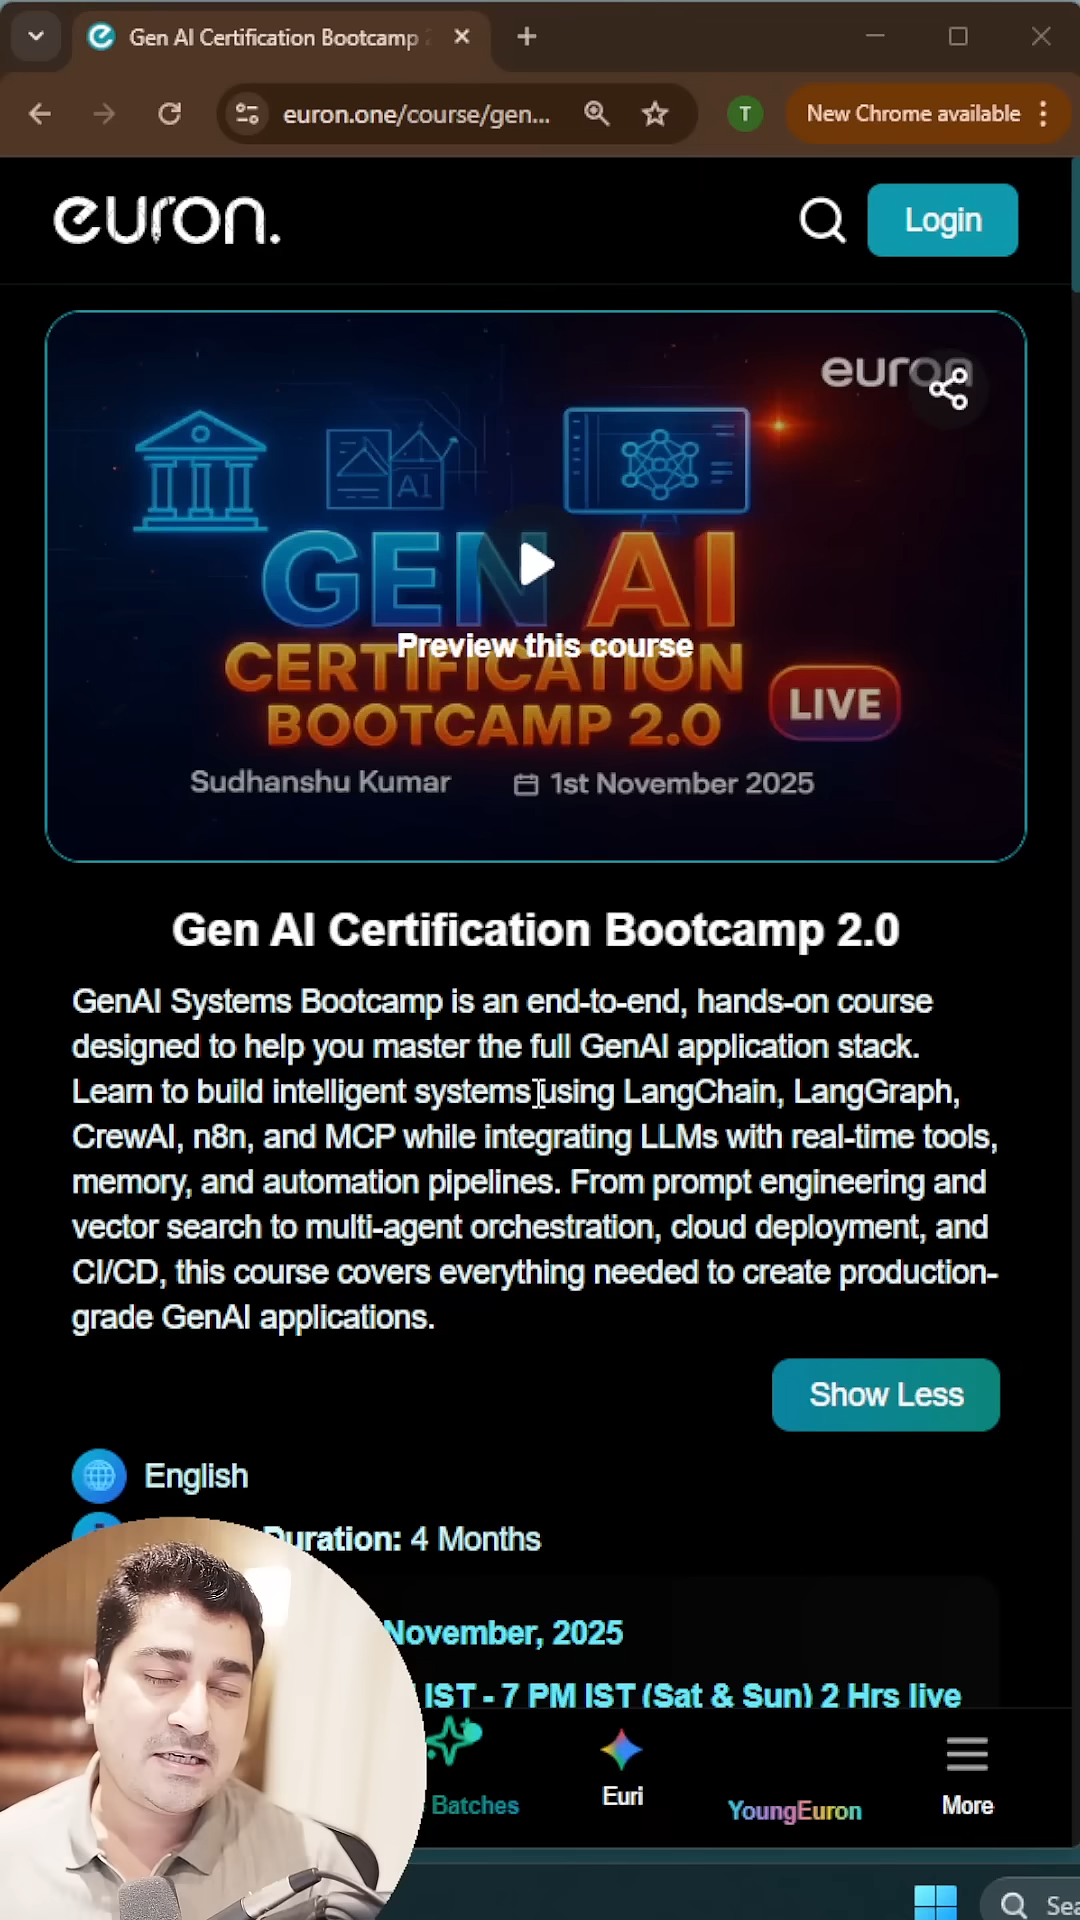 Gen AI Certification Bootcamp 2
euron.one/course/gen...
T
New Chrome available
euron.
Login
euron
AI
GEN AI
Preview this course
CERTIFICATION
BOOTCAMP 2.0
LIVE
Sudhanshu Kumar
1st November 2025
Gen AI Certification Bootcamp 2.0
GenAI Systems Bootcamp is an end-to-end, hands-on course
designed to help you master the full GenAI application stack.
Learn to build intelligent systems using LangChain, LangGraph,
CrewAI, n8n, and MCP while integrating LLMs with real-time tools,
memory, and automation pipelines. From prompt engineering and
vector search to multi-agent orchestration, cloud deployment, and
CI/CD, this course covers everything needed to create production-
grade GenAI applications.
Show Less
English
Duration: 4 Months
November, 2025
IST - 7 PM IST (Sat & Sun) 2 Hrs live
Batches
Euri
YoungEuron
More
Sea